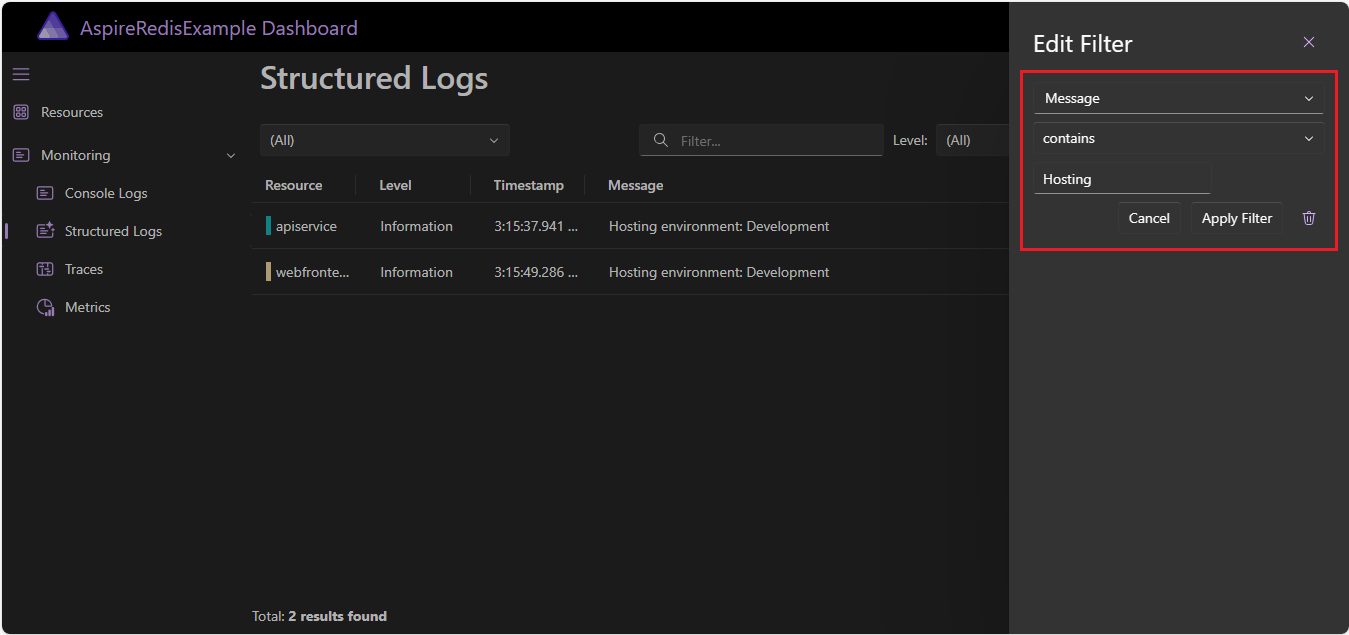 AspireRedisExample Dashboard
Resources
Monitoring
Console Logs
Structured Logs
Traces
Metrics
Structured Logs
(All) Filter... Level: (All)
Resource Level Timestamp Message
apiservice Information 3:15:37.941 ... Hosting environment: Development
webfronte... Information 3:15:49.286 ... Hosting environment: Development
Total: 2 results found
Edit Filter
Message
contains
Hosting
Cancel Apply Filter